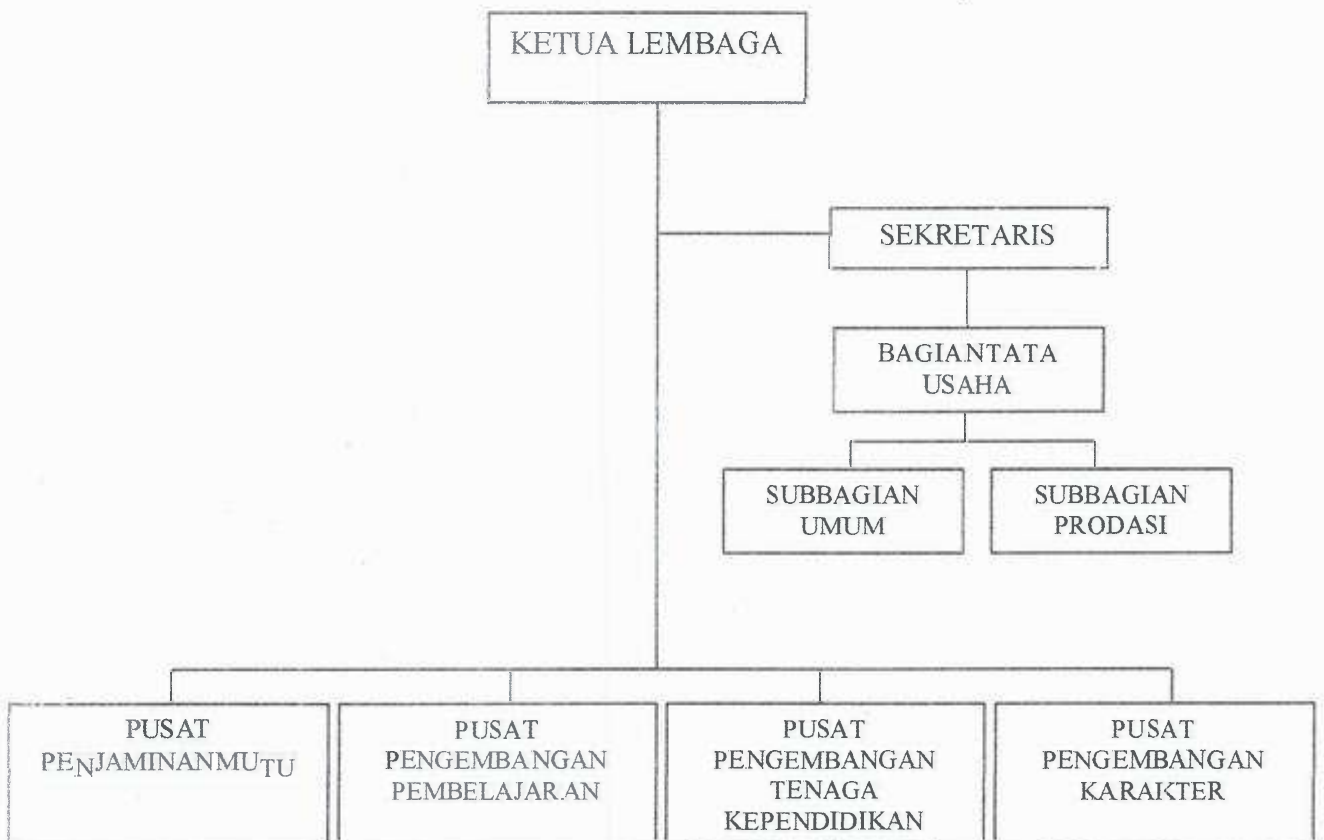 KETUA LEMBAGA
SEKRETARIS
BAGIANTATA
USAHA
SUBBAGIAN
UMUM
SUBBAGIAN
PRODASI
PUSAT
PENJAMINANMUTU
PUSAT
PENGEMBANGAN
PEMBELAJARAN
PUSAT
PENGEMBANGAN
TENAGA
KEPENDIDIKAN
PUSAT
PENGEMBANGAN
KARAKTER